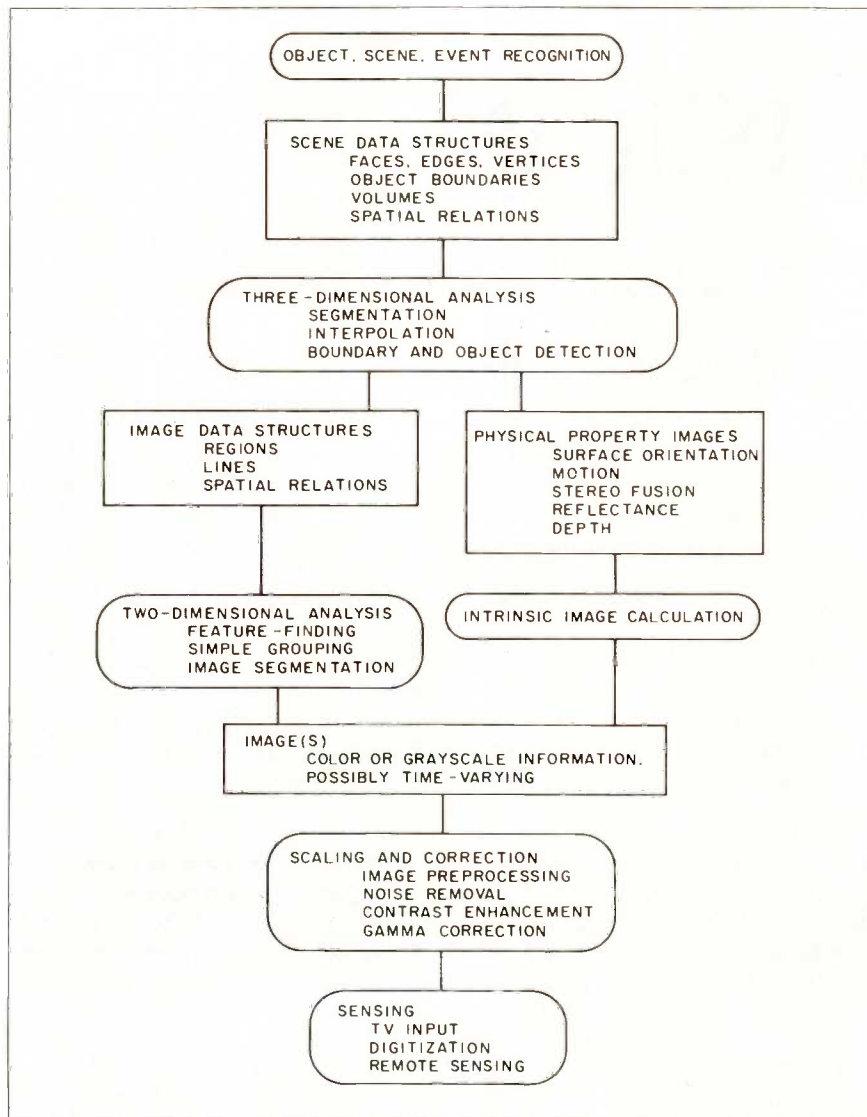 OBJECT, SCENE, EVENT RECOGNITION
SCENE DATA STRUCTURES
FACES, EDGES, VERTICES
OBJECT BOUNDARIES
VOLUMES
SPATIAL RELATIONS
THREE-DIMENSIONAL ANALYSIS
SEGMENTATION
INTERPOLATION
BOUNDARY AND OBJECT DETECTION
IMAGE DATA STRUCTURES
REGIONS
LINES
SPATIAL RELATIONS
PHYSICAL PROPERTY IMAGES
SURFACE ORIENTATION
MOTION
STEREO FUSION
REFLECTANCE
DEPTH
TWO-DIMENSIONAL ANALYSIS
FEATURE-FINDING
SIMPLE GROUPING
IMAGE SEGMENTATION
INTRINSIC IMAGE CALCULATION
IMAGE(S)
COLOR OR GRAYSCALE INFORMATION.
POSSIBLY TIME-VARYING
SCALING AND CORRECTION
IMAGE PREPROCESSING
NOISE REMOVAL
CONTRAST ENHANCEMENT
GAMMA CORRECTION
SENSING
TV INPUT
DIGITIZATION
REMOTE SENSING